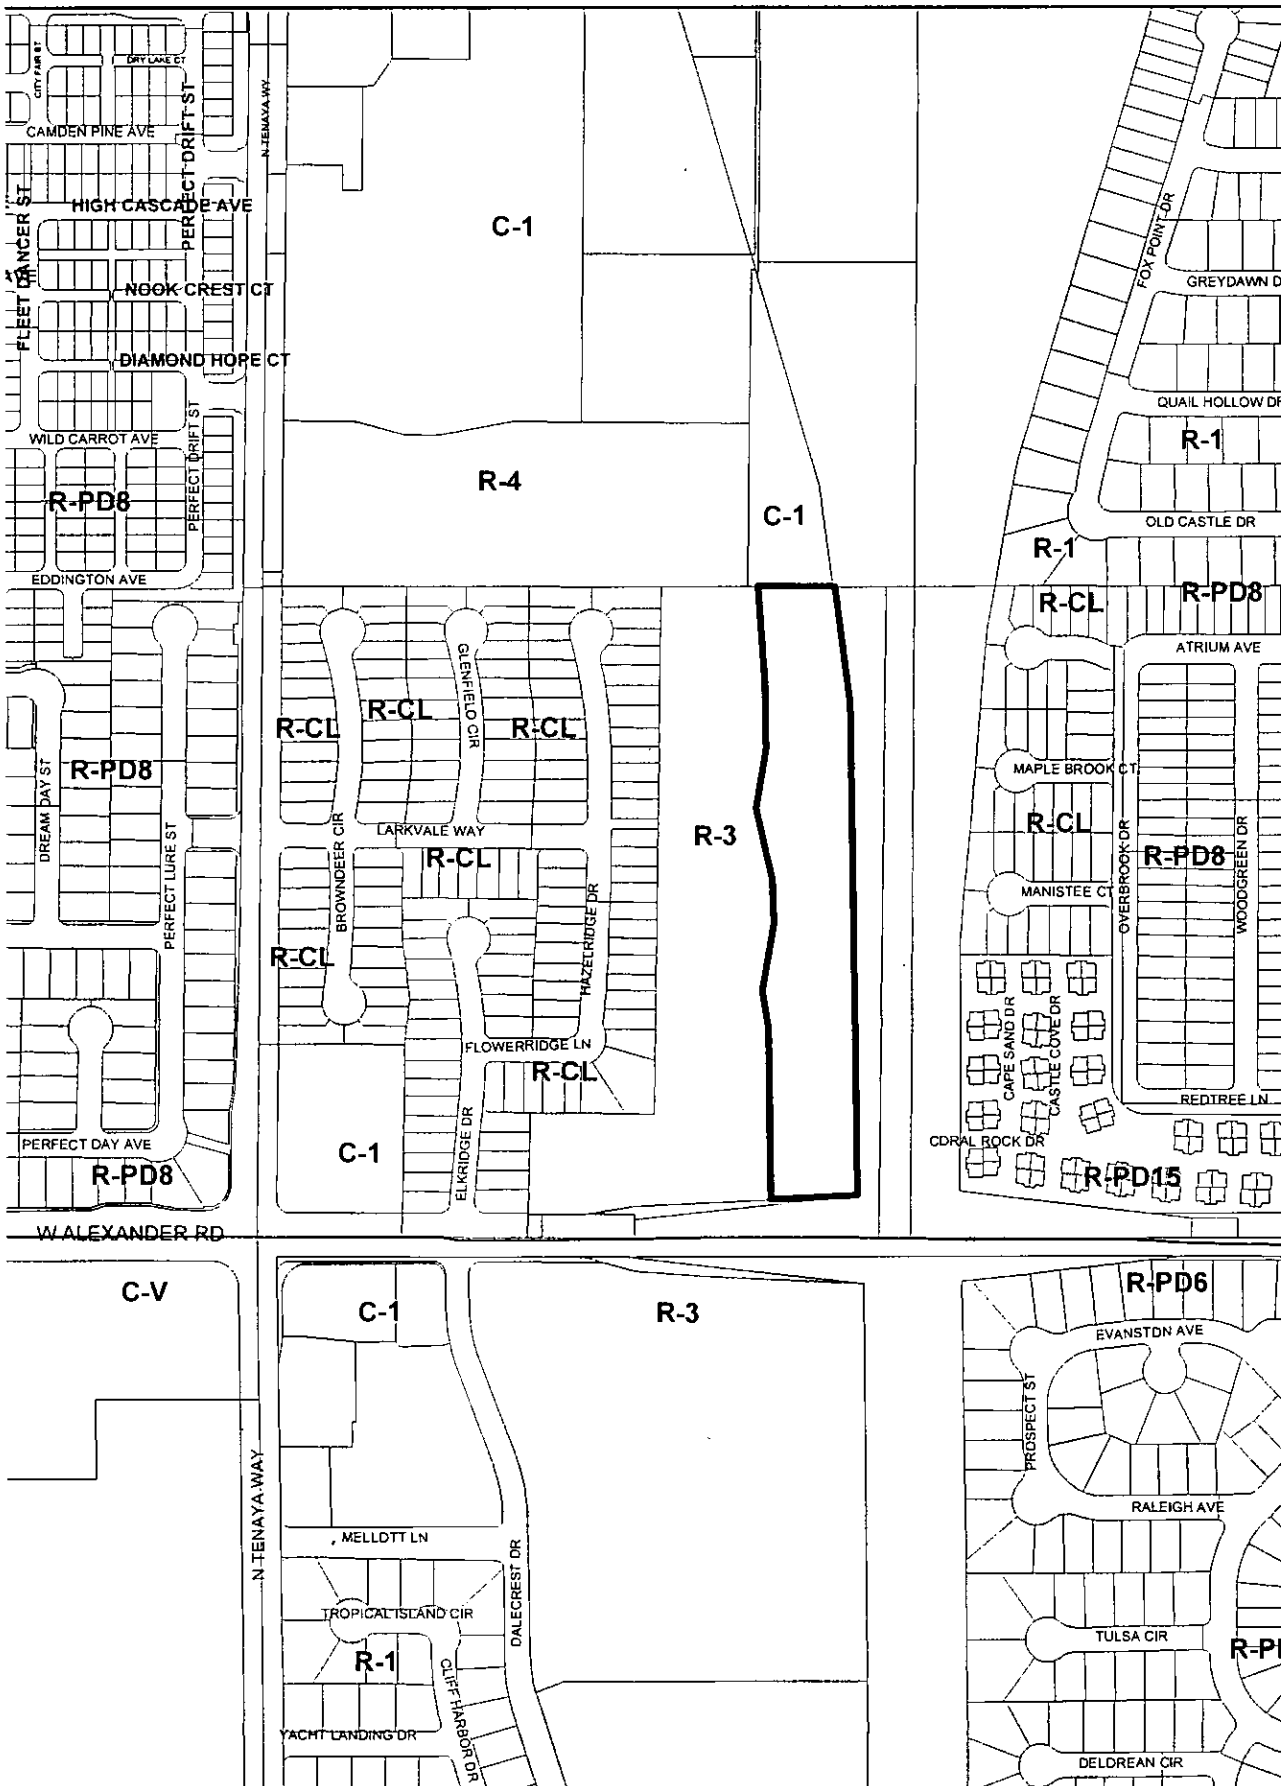 CITY FAIR ST
DRY LAKE CT
CAMDEN PINE AVE
PERFECT DRIFT ST
N TENAYA WY
HIGH CASCADE AVE
FLEET DANCER ST
NOOK CREST CT
DIAMOND HOPE CT
WILD CARROT AVE
PERFECT DRIFT ST
R-PD8
EDDINGTON AVE
C-1
R-4
C-1
FOX POINT DR
GREYDAWN D
QUAIL HOLLOW DR
R-1
OLD CASTLE DR
R-1
R-CL
R-PD8
ATRIUM AVE
GLENFIELD CIR
R-CL
R-CL
R-CL
R-PD8
DREAM DAY ST
PERFECT LURE ST
BROWNDEER CIR
LARKVALE WAY
R-CL
HAZELRIDGE DR
R-CL
R-3
MAPLE BROOK CT
R-CL
OVERBROOK DR
R-PD8
WOODGREEN DR
MANISTEE CT
CAPE SAND DR
CASTLE COVE DR
FLOWERRIDGE LN
R-CL
REDTREE LN
PERFECT DAY AVE
R-PD8
C-1
ELKRIDGE DR
CDRAL ROCK DR
R-PD15
W ALEXANDER RD
C-V
C-1
R-3
R-PD6
EVANSTDN AVE
PRDSPECT ST
N TENAYA WAY
RALEIGH AVE
MELLDTT LN
DALECREST DR
TROPICAL ISLAND CIR
TULSA CIR
R-1
R-PI
CLIFF HARBOR DR
YACHT LANDING DR
DELDREAN CIR